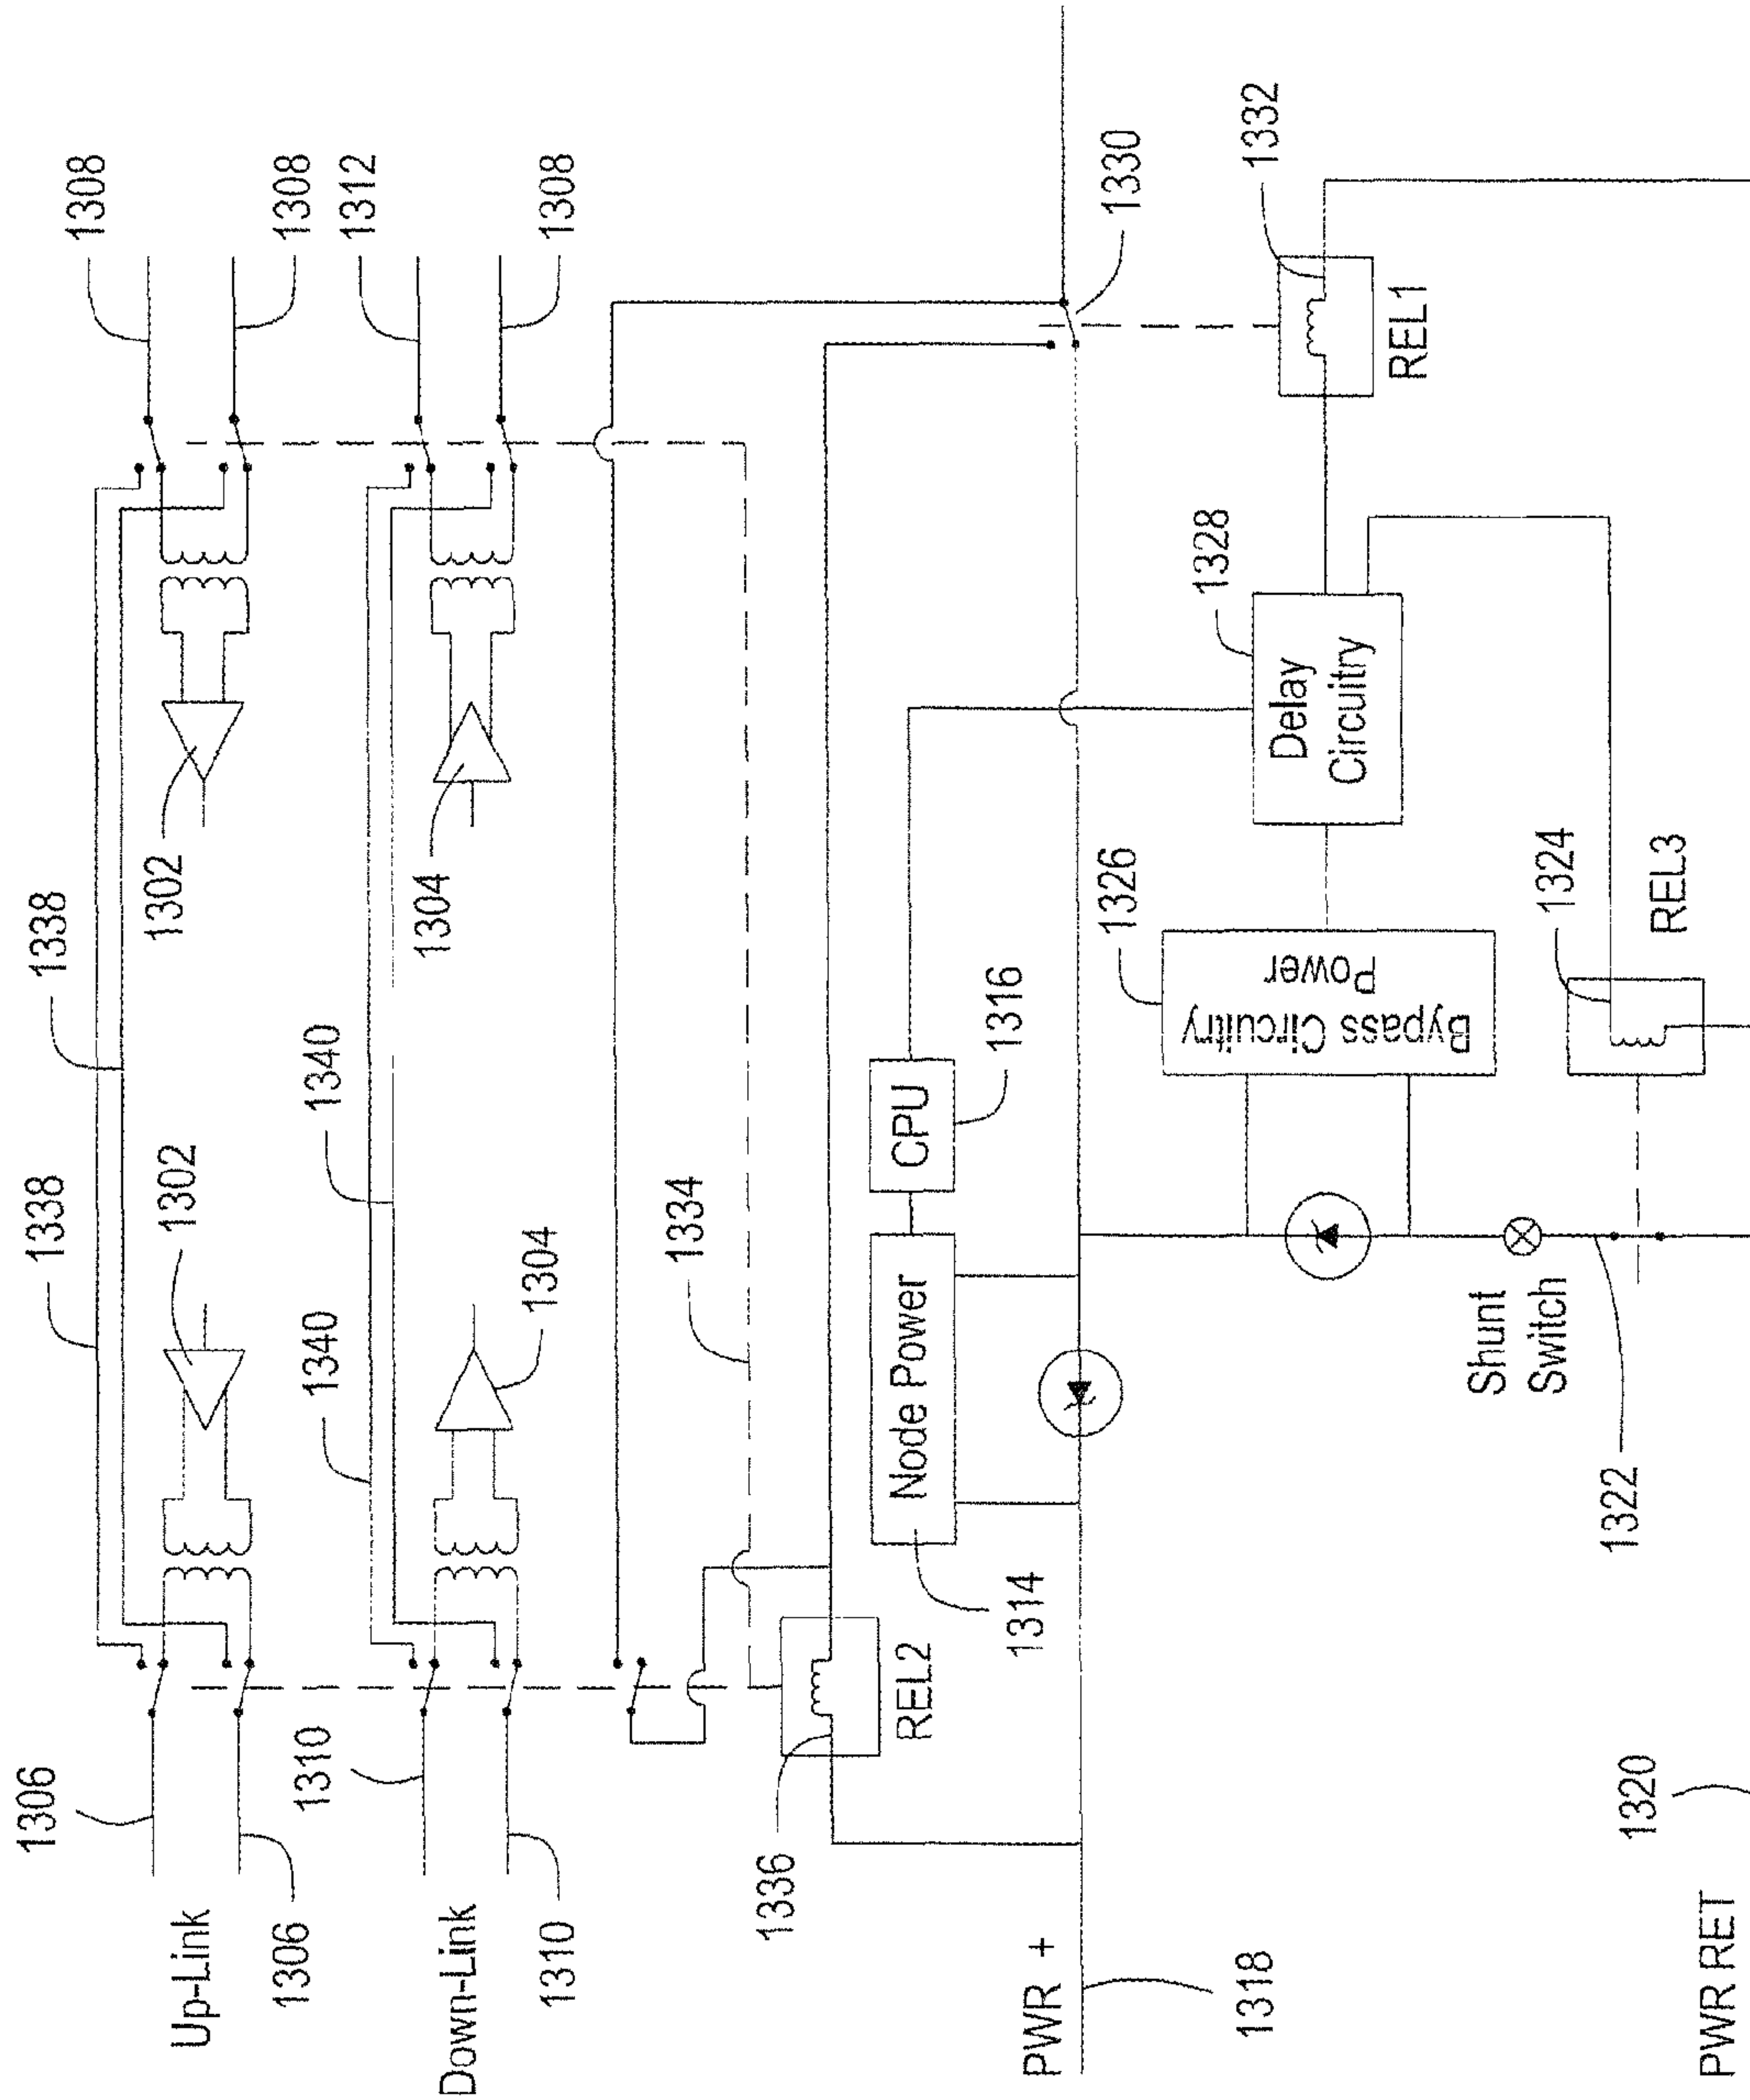 1306
1338
1338
1308
Up-Link
1302
1302
1306
1308
1310
1340
1340
1312
Down-Link
1304
1304
1310
1308
1334
1336
REL2
Node Power
CPU
1314
1316
PWR +
1330
1318
1326
1328
1332
Bypass Circuitry
Power
Delay
Circuitry
REL1
Shunt
Switch
1324
1322
REL3
1320
PWR RET